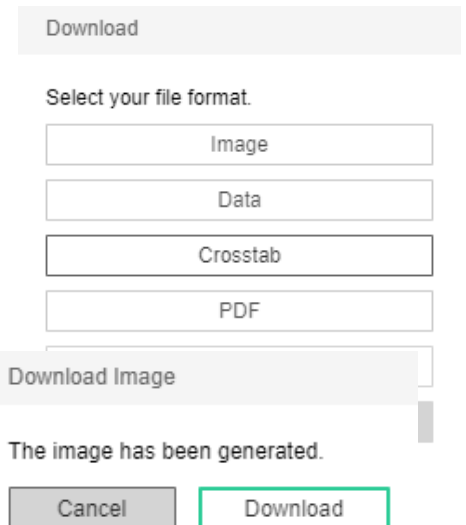 Download
Select your file format.
Image
Data
Crosstab
PDF
Download Image
The image has been generated.
Cancel
Download